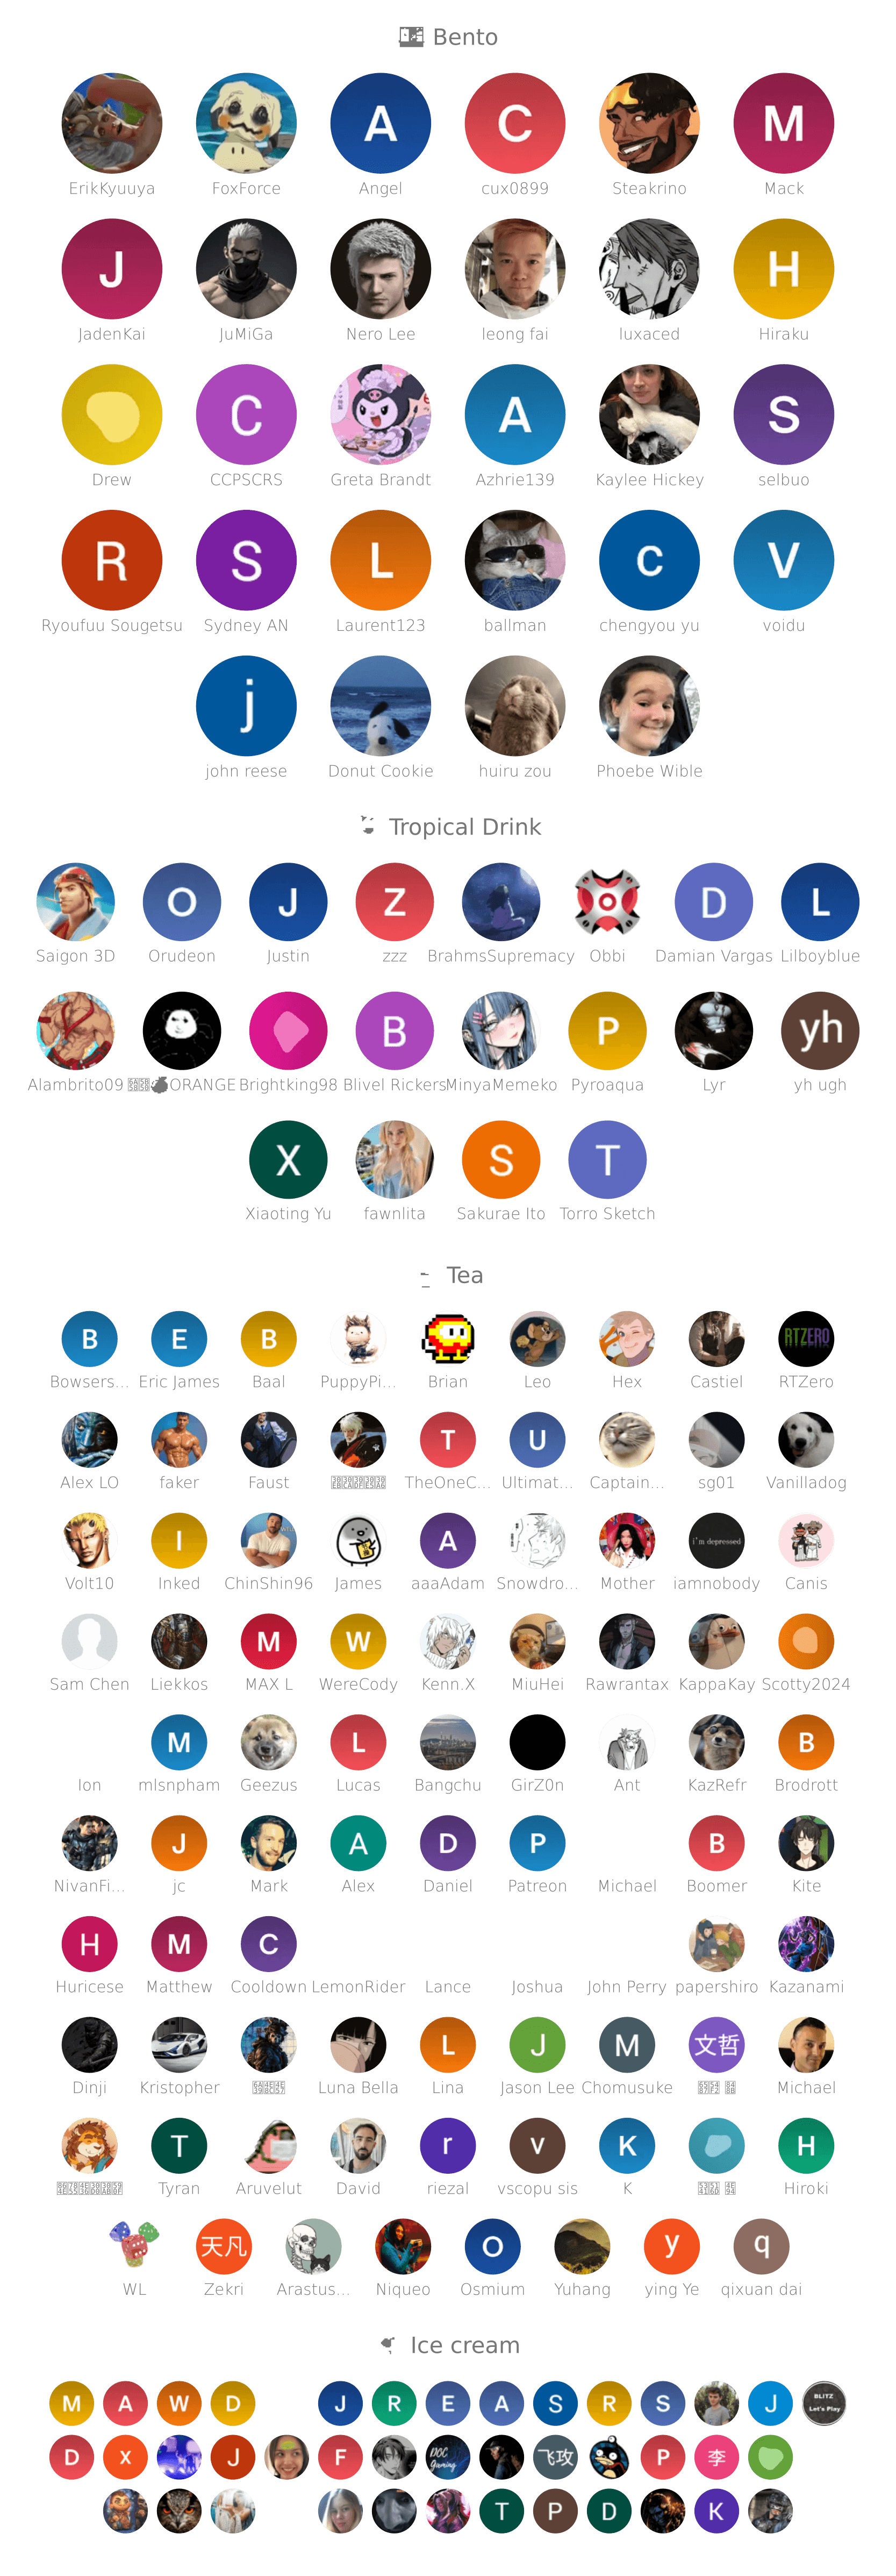 Bento
A C M
ErikKyuuya FoxForce Angel cux0899 Steakrino Mack
J H
JadenKai JuMiGa Nero Lee leong fai luxaced Hiraku
C A S
Drew CCPSCRS Greta Brandt Azhrie139 Kaylee Hickey selbuo
R S L c V
Ryoufuu Sougetsu Sydney AN Laurent123 ballman chengyou yu voidu
j
john reese Donut Cookie huiru zou Phoebe Wible
Tropical Drink
O J Z D L
Saigon 3D Orudeon Justin zzz BrahmsSupremacy Obbi Damian Vargas Lilboyblue
B P yh
Alambrito09 ORANGE Brightking98 Blivel Rickers MinyaMemeko Pyroaqua Lyr yh ugh
X S T
Xiaoting Yu fawnlita Sakurae Ito Torro Sketch
Tea
B E B RTZERO
Bowsers... Eric James Baal PuppyPi... Brian Leo Hex Castiel RTZero
T U
Alex LO faker Faust TheOneC... Ultimat... Captain... sg01 Vanilladog
I A i'm depressed
Volt10 Inked ChinShin96 James aaaAdam Snowdro... Mother iamnobody Canis
M W
Sam Chen Liekkos MAX L WereCody Kenn.X MiuHei Rawrantax KappaKay Scotty2024
M L B
Ion mlsnpham Geezus Lucas Bangchu GirZ0n Ant KazRefr Brodrott
J A D P B
NivanFi... jc Mark Alex Daniel Patreon Michael Boomer Kite
H M C
Huricese Matthew Cooldown LemonRider Lance Joshua John Perry papershiro Kazanami
L J M 文哲
Dinji Kristopher Luna Bella Lina Jason Lee Chomusuke Michael
T r v K H
Tyran Aruvelut David riezal vscopu sis K Hiroki
天凡 O y q
WL Zekri Arastus... Niqueo Osmium Yuhang ying Ye qixuan dai
Ice cream
M A W D J R E A S R S J BLITZ
Let's Play
D x J F DOC Gaming 飞攻 P 李
T P D K